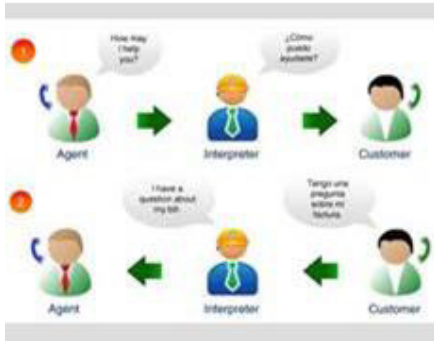 How may
I help
you?
¿Cómo
puedo
ayudarte?
1
Agent
Interpreter
Customer
2
I have a
question about
my bill.
Tengo una
pregunta
sobre mi
factura.
Agent
Interpreter
Customer